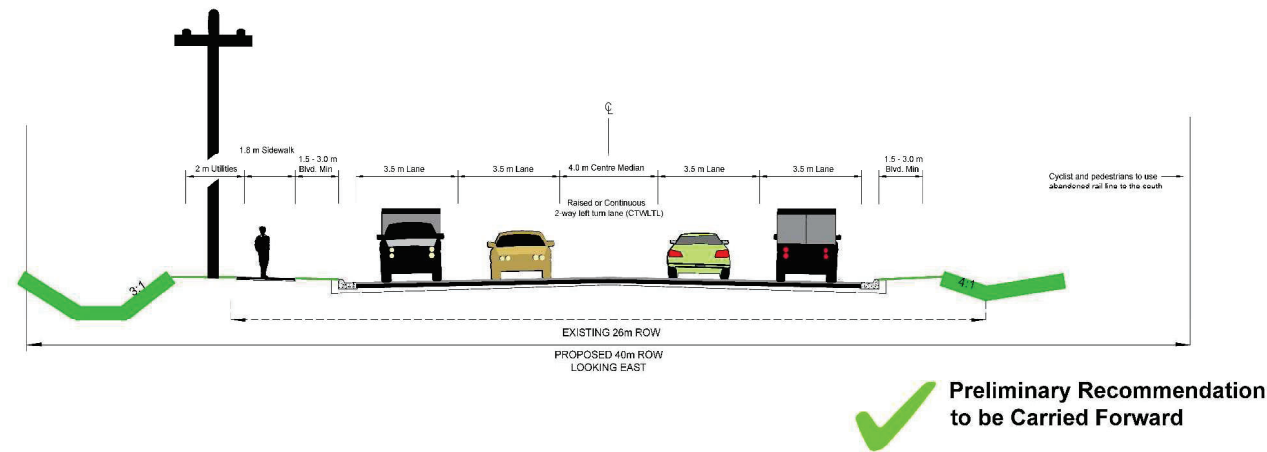 ℄
1.8 m Sidewalk
1.5 - 3.0 m
Blvd. Min
2 m Utilities
3.5 m Lane
3.5 m Lane
4.0 m Centre Median
3.5 m Lane
3.5 m Lane
1.5 - 3.0 m
Blvd. Min
Cyclist and pedestrians to use
abandoned rail line to the south
Raised or Continuous
2-way left turn lane (CTWLTL)
3:1
4:1
EXISTING 26m ROW
PROPOSED 40m ROW
LOOKING EAST
Preliminary Recommendation
to be Carried Forward